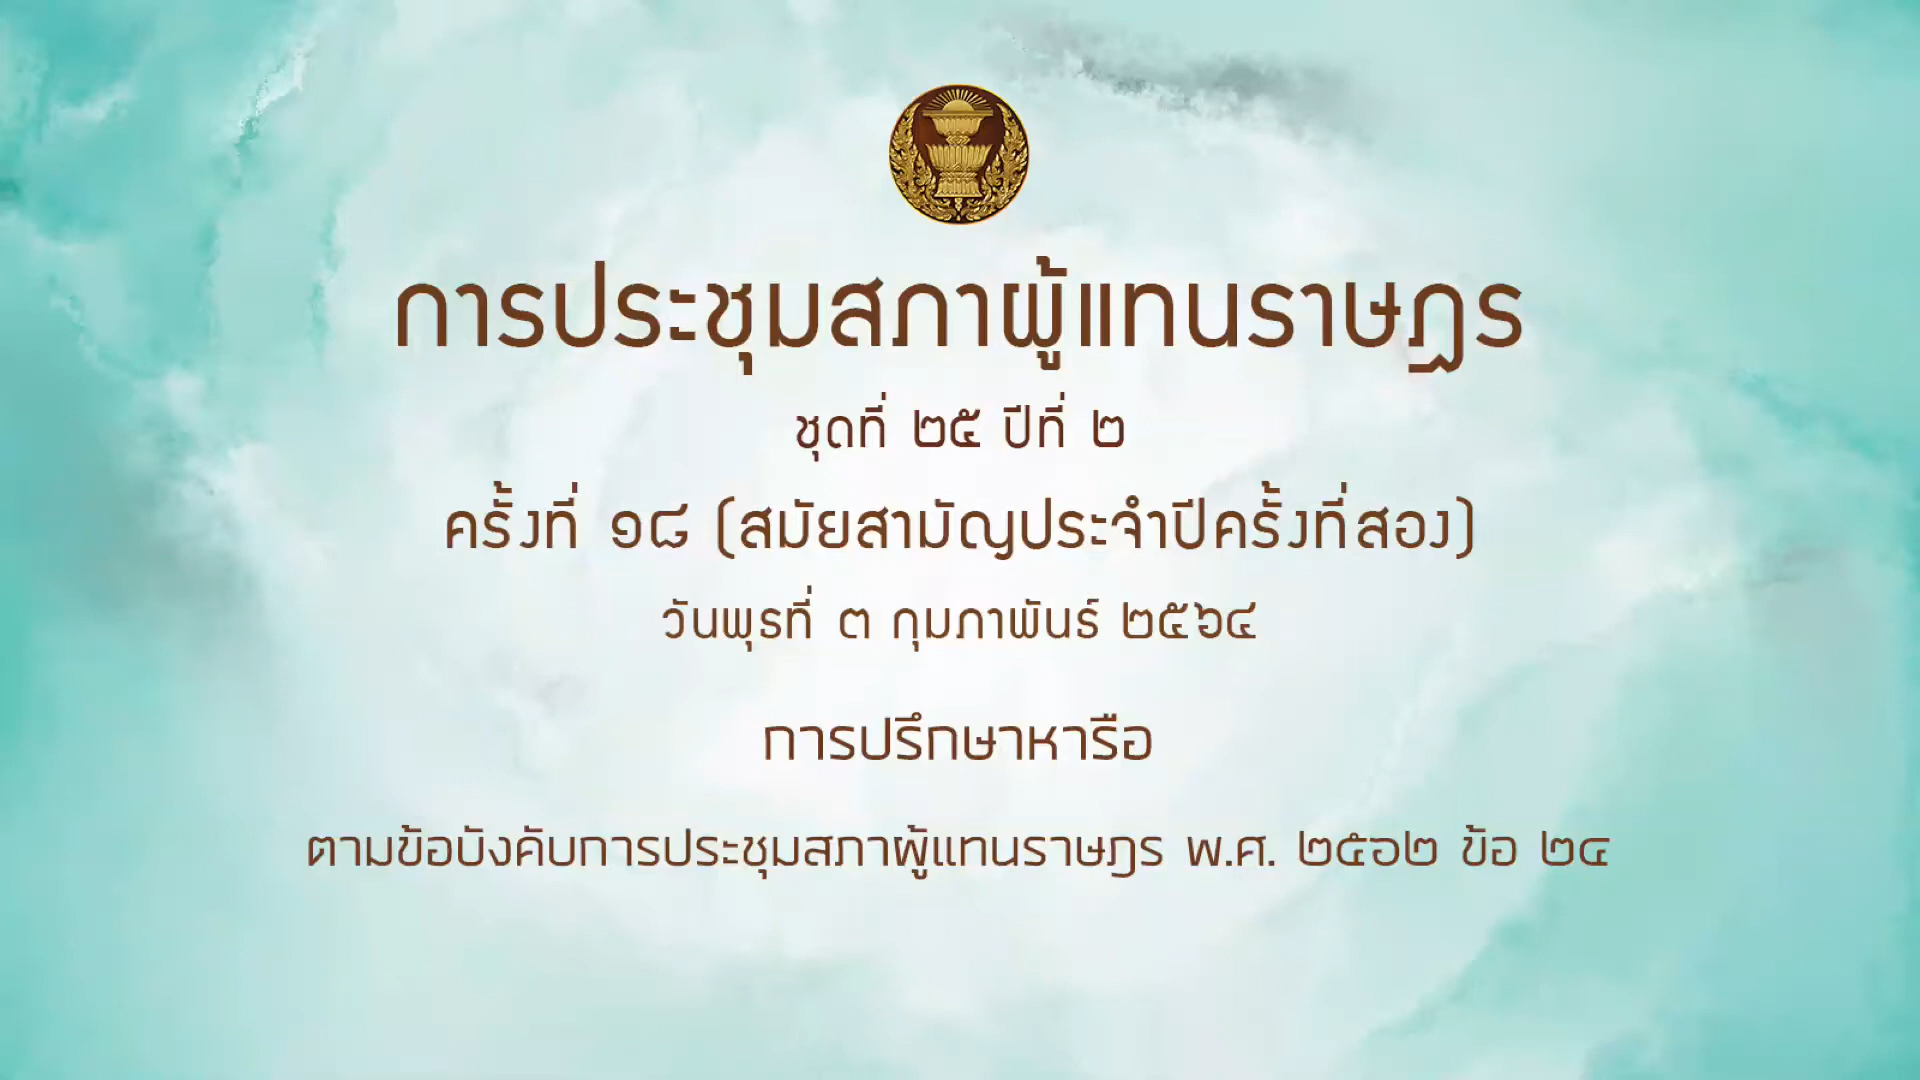 การประชุมสภาผู้แทนราษฎร
ชุดที่ ๒๕ ปีที่ ๒
ครั้งที่ ๑๘ (สมัยสามัญประจำปีครั้งที่สอง)
วันพุธที่ ๓ กุมภาพันธ์ ๒๕๖๔
การปรึกษาหารือ
ตามข้อบังคับการประชุมสภาผู้แทนราษฎร พ.ศ. ๒๕๖๒ ข้อ ๒๔